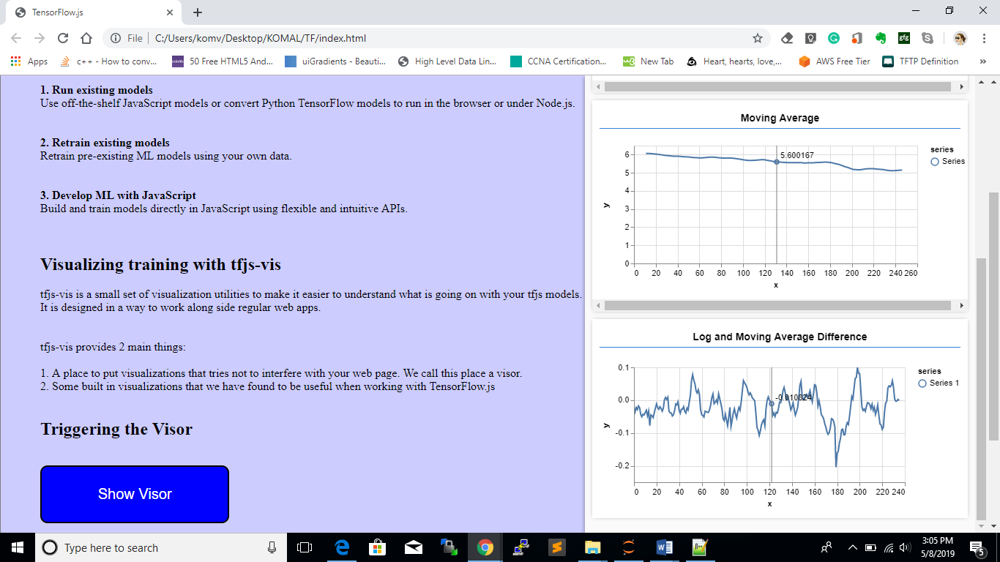 TensorFlow.js
File
C:/Users/komv/Desktop/KOMAL/TF/index.html
gfg
Apps
c++ - How to conv...
50 Free HTML5 And...
uiGradients - Beauti...
High Level Data Lin...
CCNA Certification...
New Tab
Heart, hearts, love,...
AWS Free Tier
TFTP Definition
»
1. Run existing models
Use off-the-shelf JavaScript models or convert Python TensorFlow models to run in the browser or under Node.js.
2. Retrain existing models
Retrain pre-existing ML models using your own data.
3. Develop ML with JavaScript
Build and train models directly in JavaScript using flexible and intuitive APIs.
Visualizing training with tfjs-vis
tfjs-vis is a small set of visualization utilities to make it easier to understand what is going on with your tfjs models.
It is designed in a way to work along side regular web apps.
tfjs-vis provides 2 main things:
1. A place to put visualizations that tries not to interfere with your web page. We call this place a visor.
2. Some built in visualizations that we have found to be useful when working with TensorFlow.js
Triggering the Visor
Show Visor
Moving Average
6
5
4
3
2
1
0
y
5.600167
0 20 40 60 80 100 120 140 160 180 200 220 240 260
x
series
Series
Log and Moving Average Difference
0.1
0.0
-0.1
-0.2
y
-0.010824
0 20 40 60 80 100 120 140 160 180 200 220 240
x
series
Series 1
Type here to search
3:05 PM
5/8/2019
5